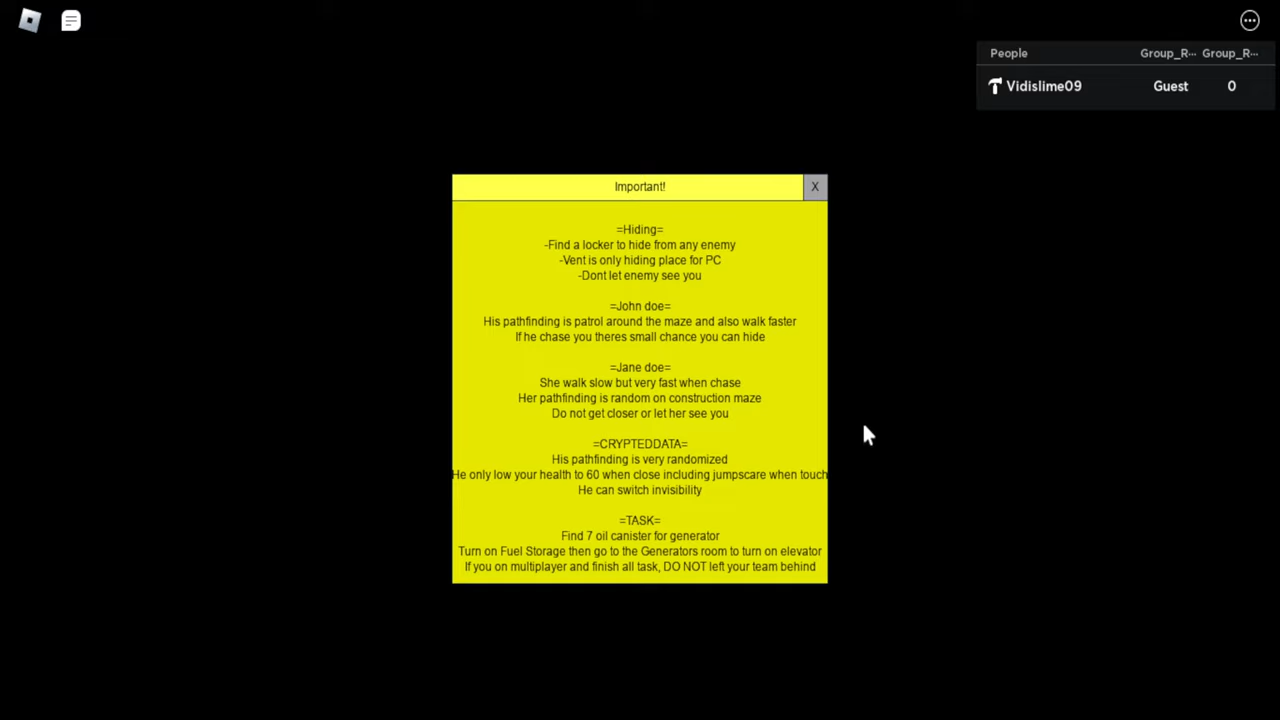 People Group_R··· Group_R···
Vidislime09 Guest 0
Important! X
=Hiding=
-Find a locker to hide from any enemy
-Vent is only hiding place for PC
-Dont let enemy see you
=John doe=
His pathfinding is patrol around the maze and also walk faster
If he chase you theres small chance you can hide
=Jane doe=
She walk slow but very fast when chase
Her pathfinding is random on construction maze
Do not get closer or let her see you
=CRYPTEDDATA=
His pathfinding is very randomized
He only low your health to 60 when close including jumpscare when touch
He can switch invisibility
=TASK=
Find 7 oil canister for generator
Turn on Fuel Storage then go to the Generators room to turn on elevator
If you on multiplayer and finish all task, DO NOT left your team behind